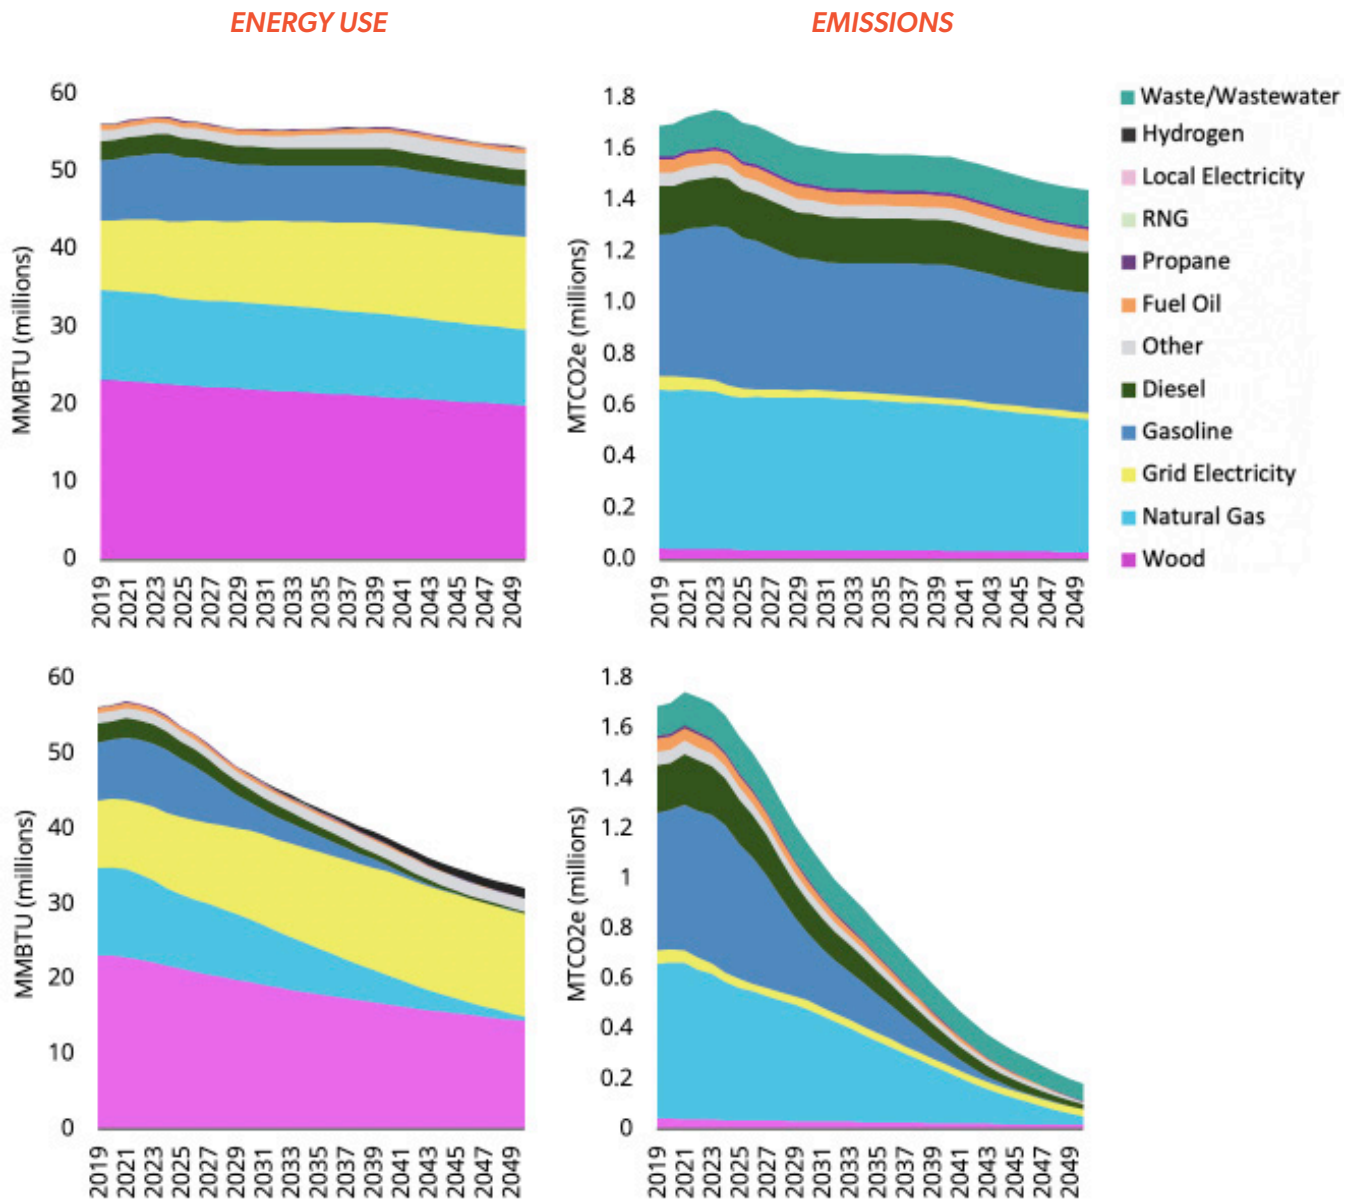 ENERGY USE
EMISSIONS
MMBTU (millions)
60
50
40
30
20
10
0
2019 2021 2023 2025 2027 2029 2031 2033 2035 2037 2039 2041 2043 2045 2047 2049
MTCO2e (millions)
1.8
1.6
1.4
1.2
1.0
0.8
0.6
0.4
0.2
0.0
2019 2021 2023 2025 2027 2029 2031 2033 2035 2037 2039 2041 2043 2045 2047 2049
Waste/Wastewater
Hydrogen
Local Electricity
RNG
Propane
Fuel Oil
Other
Diesel
Gasoline
Grid Electricity
Natural Gas
Wood
MMBTU (millions)
60
50
40
30
20
10
0
2019 2021 2023 2025 2027 2029 2031 2033 2035 2037 2039 2041 2043 2045 2047 2049
MTCO2e (millions)
1.8
1.6
1.4
1.2
1
0.8
0.6
0.4
0.2
0
2019 2021 2023 2025 2027 2029 2031 2033 2035 2037 2039 2041 2043 2045 2047 2049